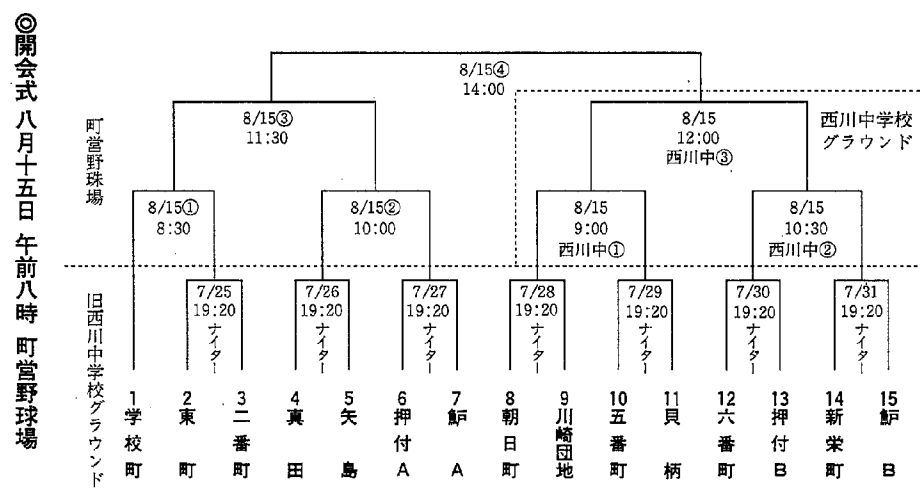 ◎開会式 八月十五日 午前八時 町営野球場
8/15④
14:00
8/15③
11:30
8/15
12:00
西川中③
西川中学校
グラウンド
町営野球場
8/15①
8:30
8/15②
10:00
8/15
9:00
西川中①
8/15
10:30
西川中②
旧西川中学校グラウンド
7/25
19:20
ナイター
7/26
19:20
ナイター
7/27
19:20
ナイター
7/28
19:20
ナイター
7/29
19:20
ナイター
7/30
19:20
ナイター
7/31
19:20
ナイター
1 学校町
2 東町
3 二番町
4 真田
5 矢島
6 押付A
7 鮖A
8 朝日町
9 川崎団地
10 五番町
11 貝柄
12 六番町
13 押付B
14 新栄町
15 鮖B